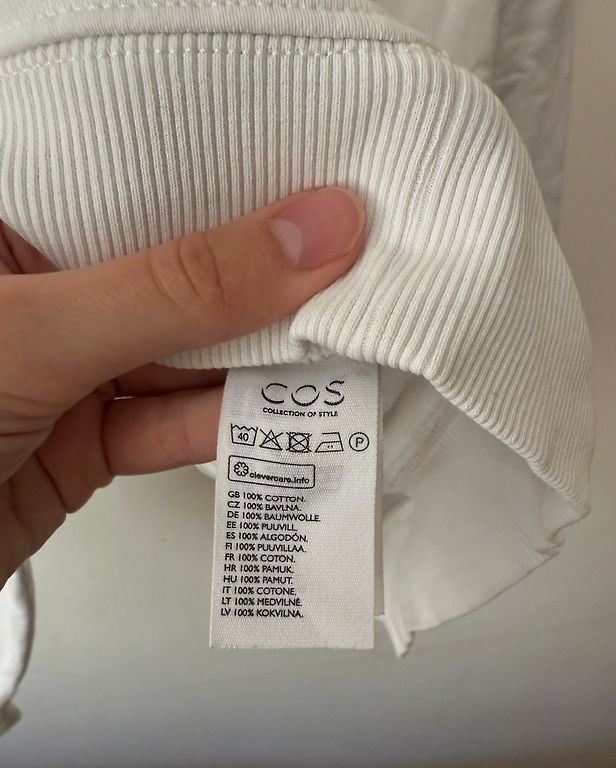 COS
COLLECTION OF STYLE
40 P
clevercare.info
GB 100% COTTON.
CZ 100% BAVLNA.
DE 100% BAUMWOLLE.
EE 100% PUUVILL.
ES 100% ALGODÓN.
FI 100% PUUVILLAA.
FR 100% COTON.
HR 100% PAMUK.
HU 100% PAMUT.
IT 100% COTONE.
LT 100% MEDVILNĖ.
LV 100% KOKVILNA.